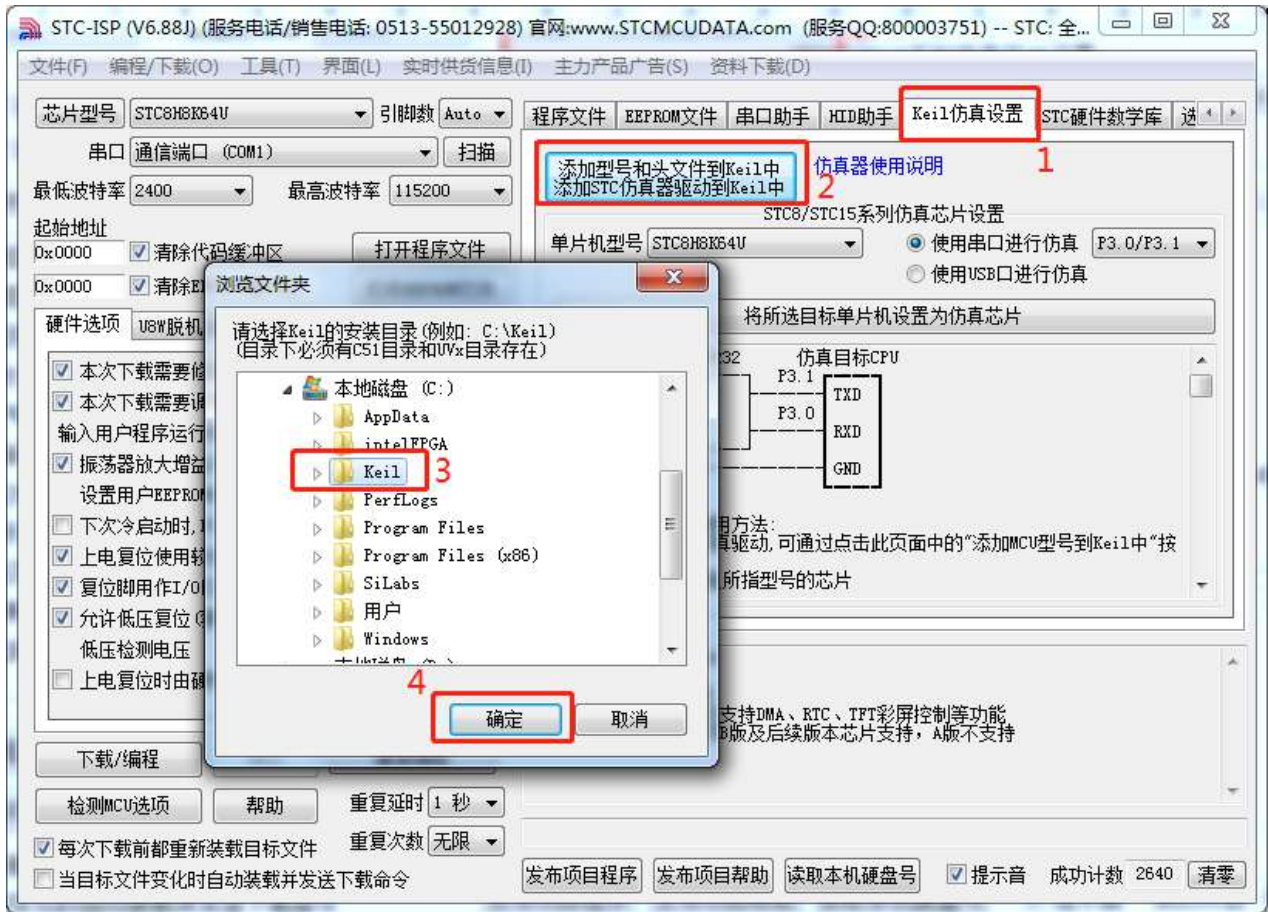 STC-ISP (V6.88J) (服务电话/销售电话: 0513-55012928) 官网:www.STCMCUDATA.com (服务QQ:800003751) -- STC: 全...
文件(F) 编程/下载(O) 工具(T) 界面(L) 实时供货信息(I) 主力产品广告(S) 资料下载(D)
芯片型号 STC8H8K64U 引脚数 Auto
串口 通信端口 (COM1) 扫描
最低波特率 2400 最高波特率 115200
起始地址
0x0000 清除代码缓冲区 打开程序文件
0x0000 清除
硬件选项 U8W脱机
本次下载需要
本次下载需要
输入用户程序运行
振荡器放大增益
设置用户EEPROM
下次冷启动时,
上电复位使用较
复位脚用作I/O
允许低压复位
低压检测电压
上电复位时由硬
下载/编程
检测MCU选项 帮助 重复延时 1 秒
每次下载前都重新装载目标文件 重复次数 无限
当目标文件变化时自动装载并发送下载命令
程序文件 EEPROM文件 串口助手 HID助手 Keil仿真设置 STC硬件数学库 选
1
添加型号和头文件到Keil中
添加STC仿真器驱动到Keil中
2
仿真器使用说明
STC8/STC15系列仿真芯片设置
单片机型号 STC8H8K64U 使用串口进行仿真 P3.0/P3.1
使用USB口进行仿真
将所选目标单片机设置为仿真芯片
232 仿真目标CPU
P3.1 TXD
P3.0 RXD
GND
用方法:
真驱动,可通过点击此页面中的"添加MCU型号到Keil中"按
所指型号的芯片
支持DMA、RTC、TFT彩屏控制等功能
B版及后续版本芯片支持，A版不支持
发布项目程序 发布项目帮助 读取本机硬盘号 提示音 成功计数 2640 清零
浏览文件夹
请选择Keil的安装目录(例如: C:\Keil)
(目录下必须有C51目录和UVx目录存在)
本地磁盘 (C:)
AppData
intelFPGA
Keil
3
PerfLogs
Program Files
Program Files (x86)
SiLabs
用户
Windows
4
确定 取消